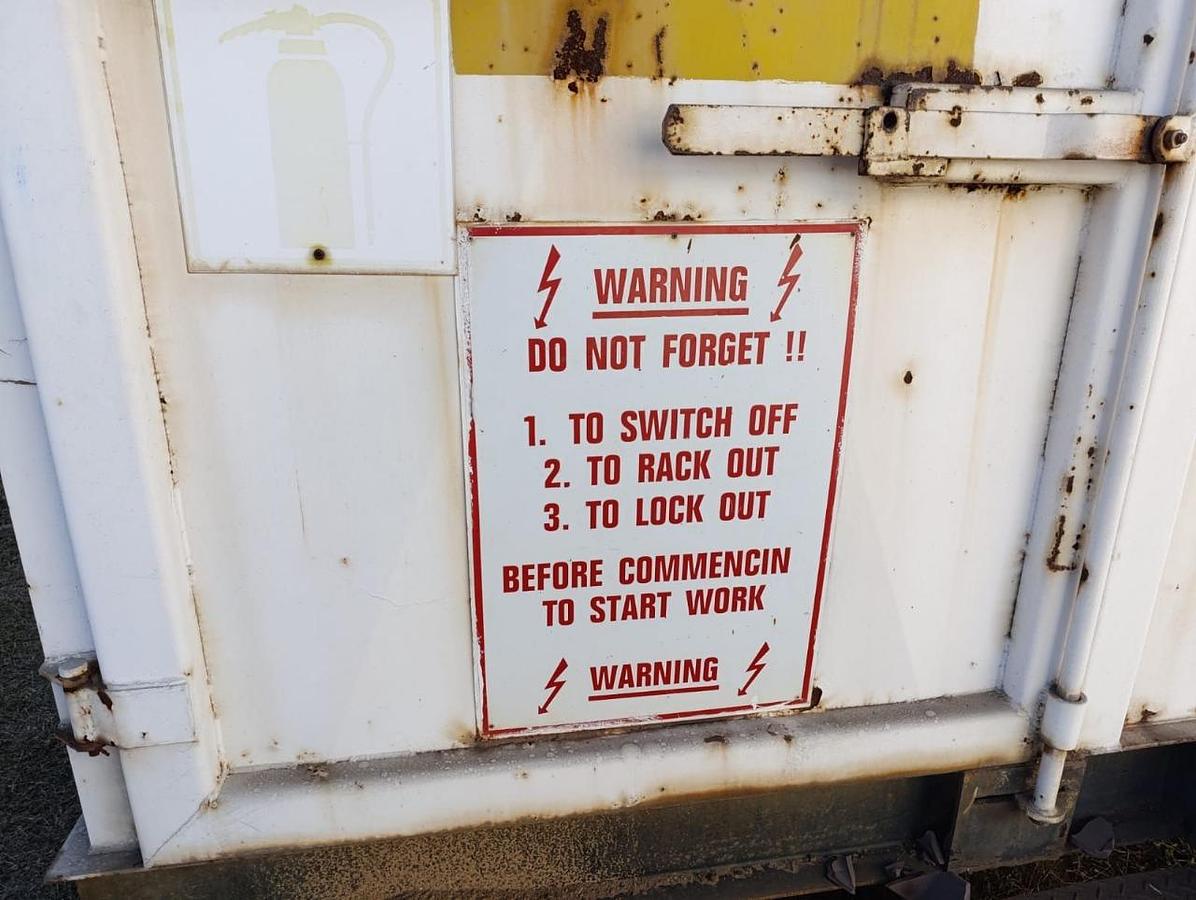 WARNING
DO NOT FORGET !!
1. TO SWITCH OFF
2. TO RACK OUT
3. TO LOCK OUT
BEFORE COMMENCIN
TO START WORK
WARNING